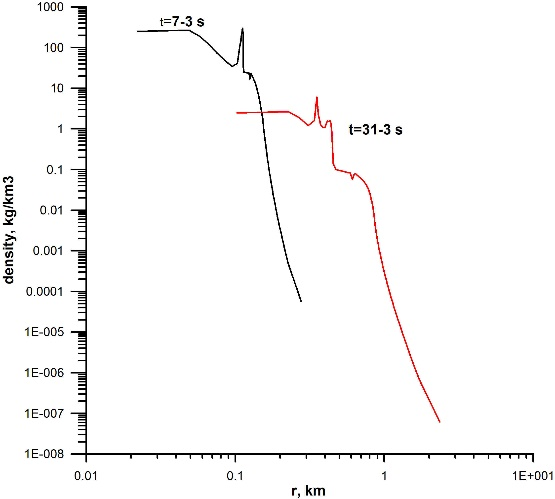 1000
t=7-3 s
100
10
1
t=31-3 s
0.1
0.01
0.001
0.0001
1E-005
1E-006
1E-007
1E-008
density, kg/km3
0.01 0.1 1 1E+001
r, km